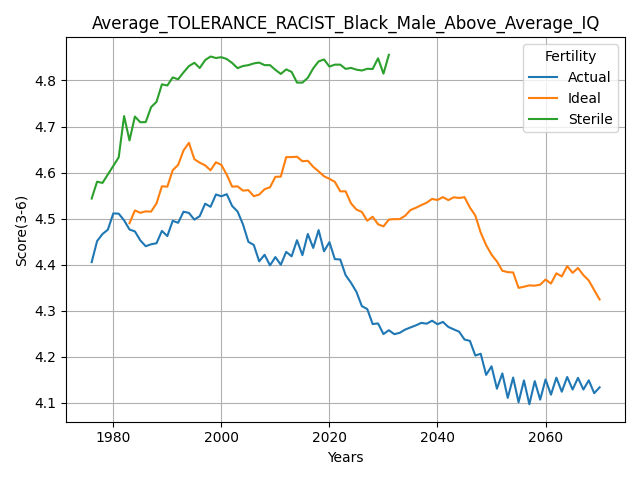 Average_TOLERANCE_RACIST_Black_Male_Above_Average_IQ
Fertility
Actual
Ideal
Sterile
Score(3-6)
4.8
4.7
4.6
4.5
4.4
4.3
4.2
4.1
1980 2000 2020 2040 2060
Years